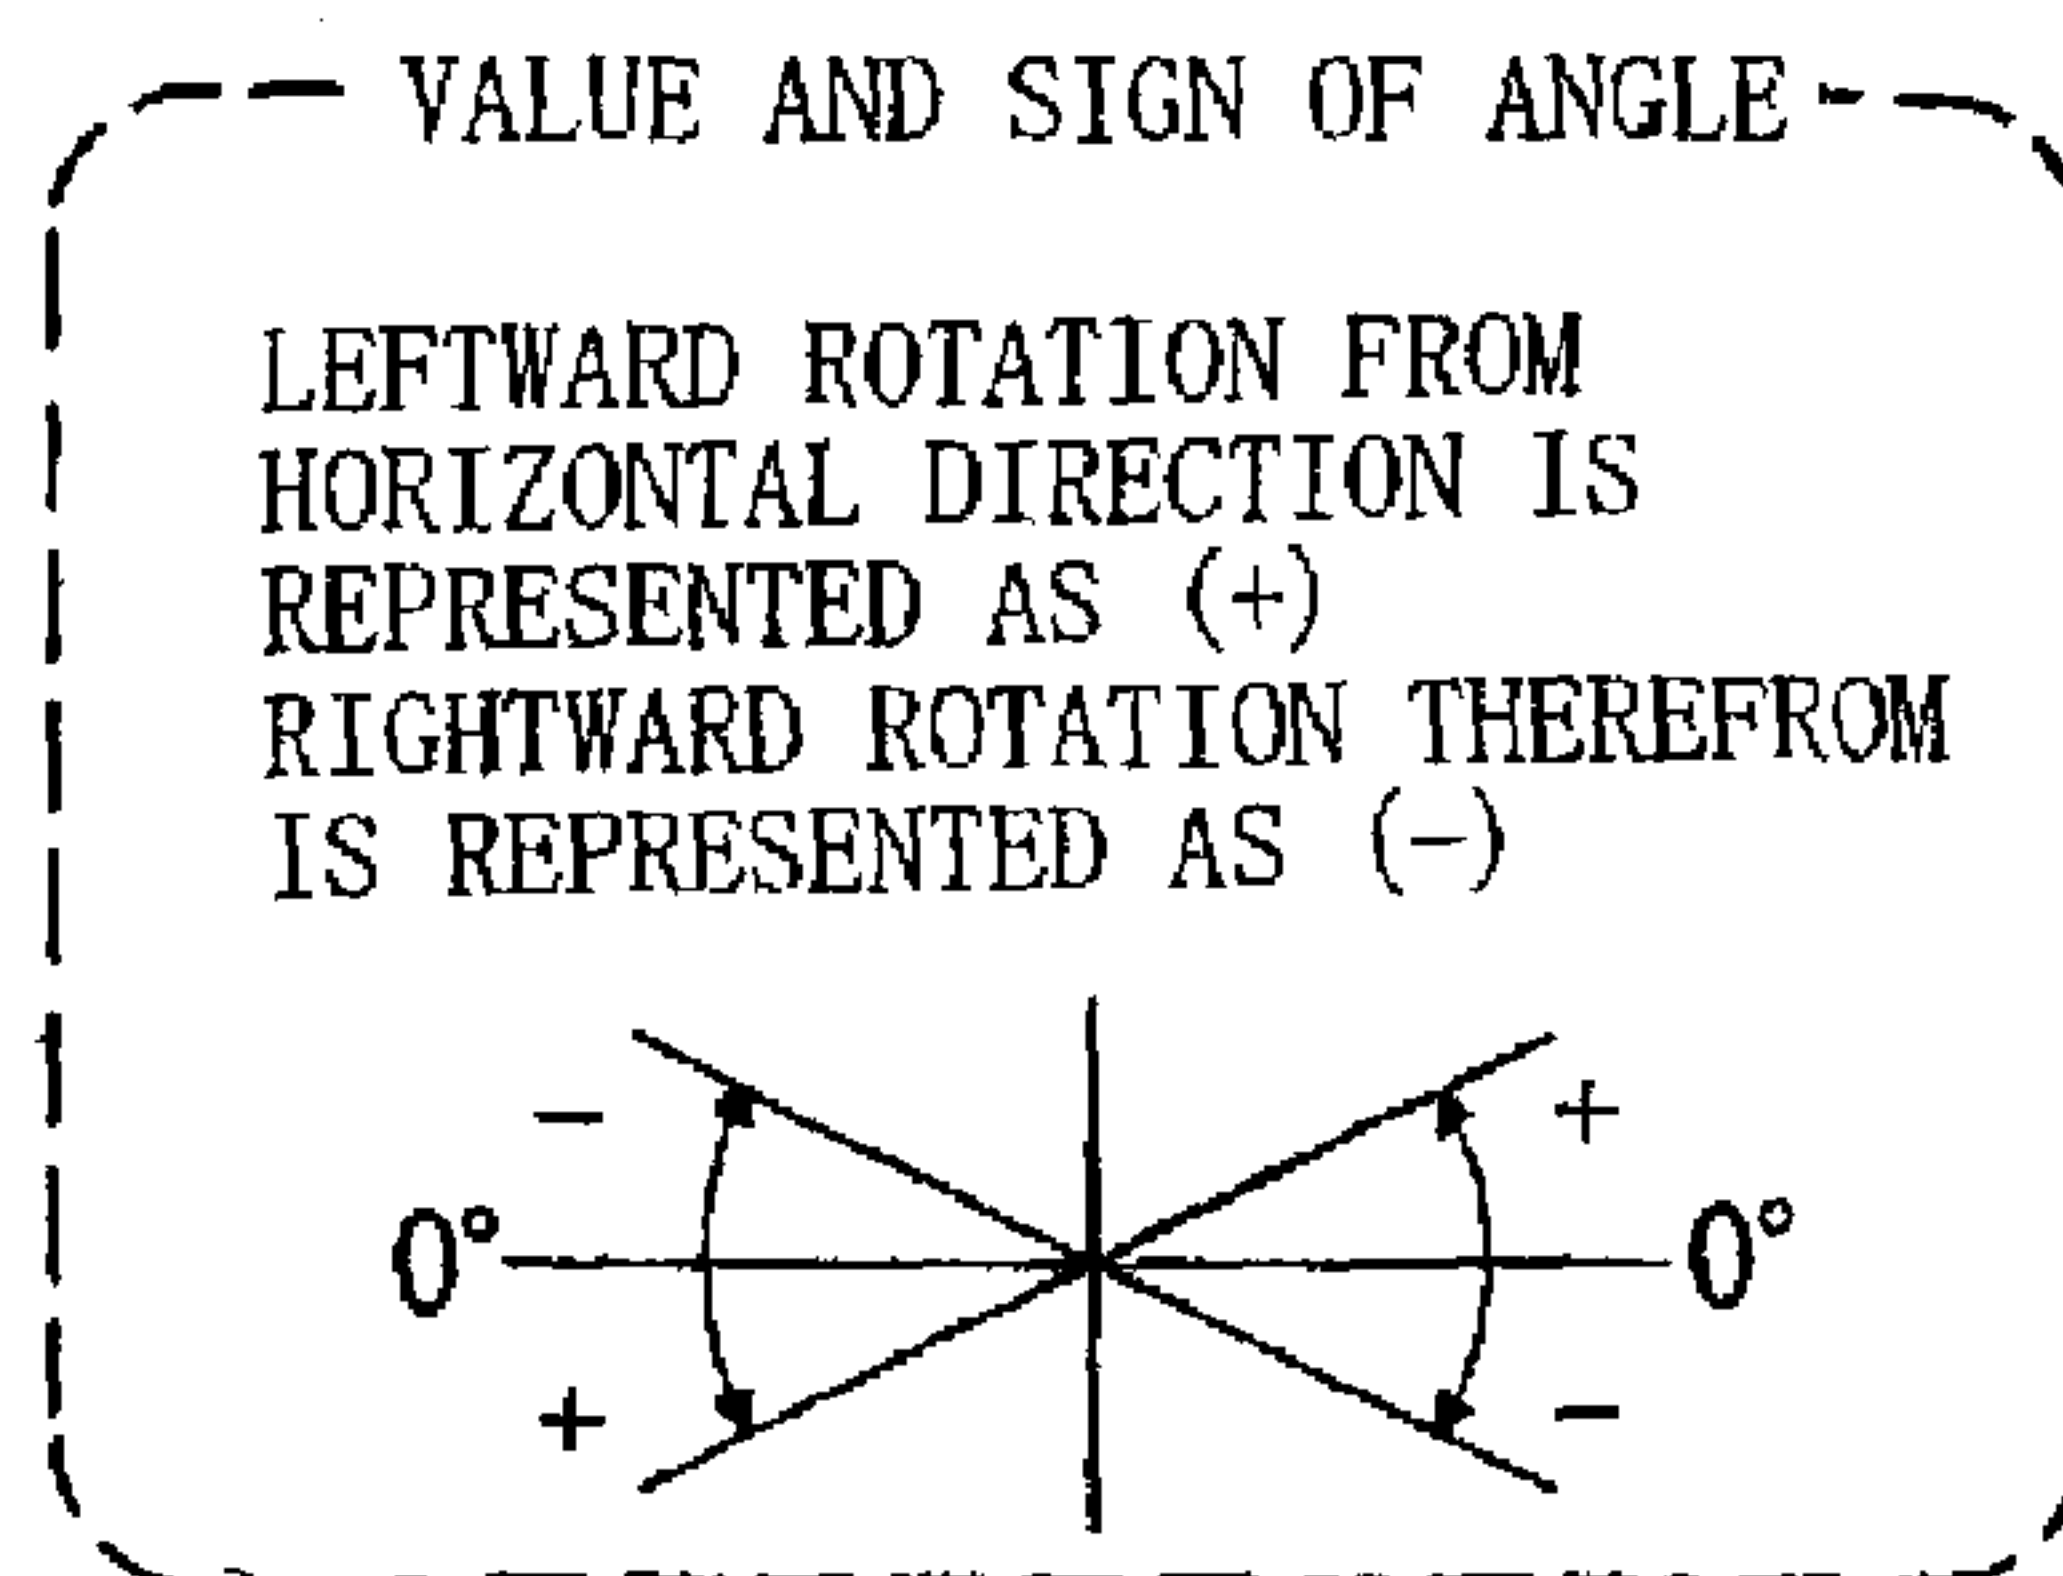 VALUE AND SIGN OF ANGLE
LEFTWARD ROTATION FROM
HORIZONTAL DIRECTION IS
REPRESENTED AS (+)
RIGHTWARD ROTATION THEREFROM
IS REPRESENTED AS (−)
− +
0° 0°
+ −